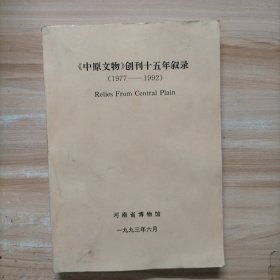 《中原文物》创刊十五年叙录
(1977——1992)
Relies From Central Plain
河南省博物馆
一九九三年六月